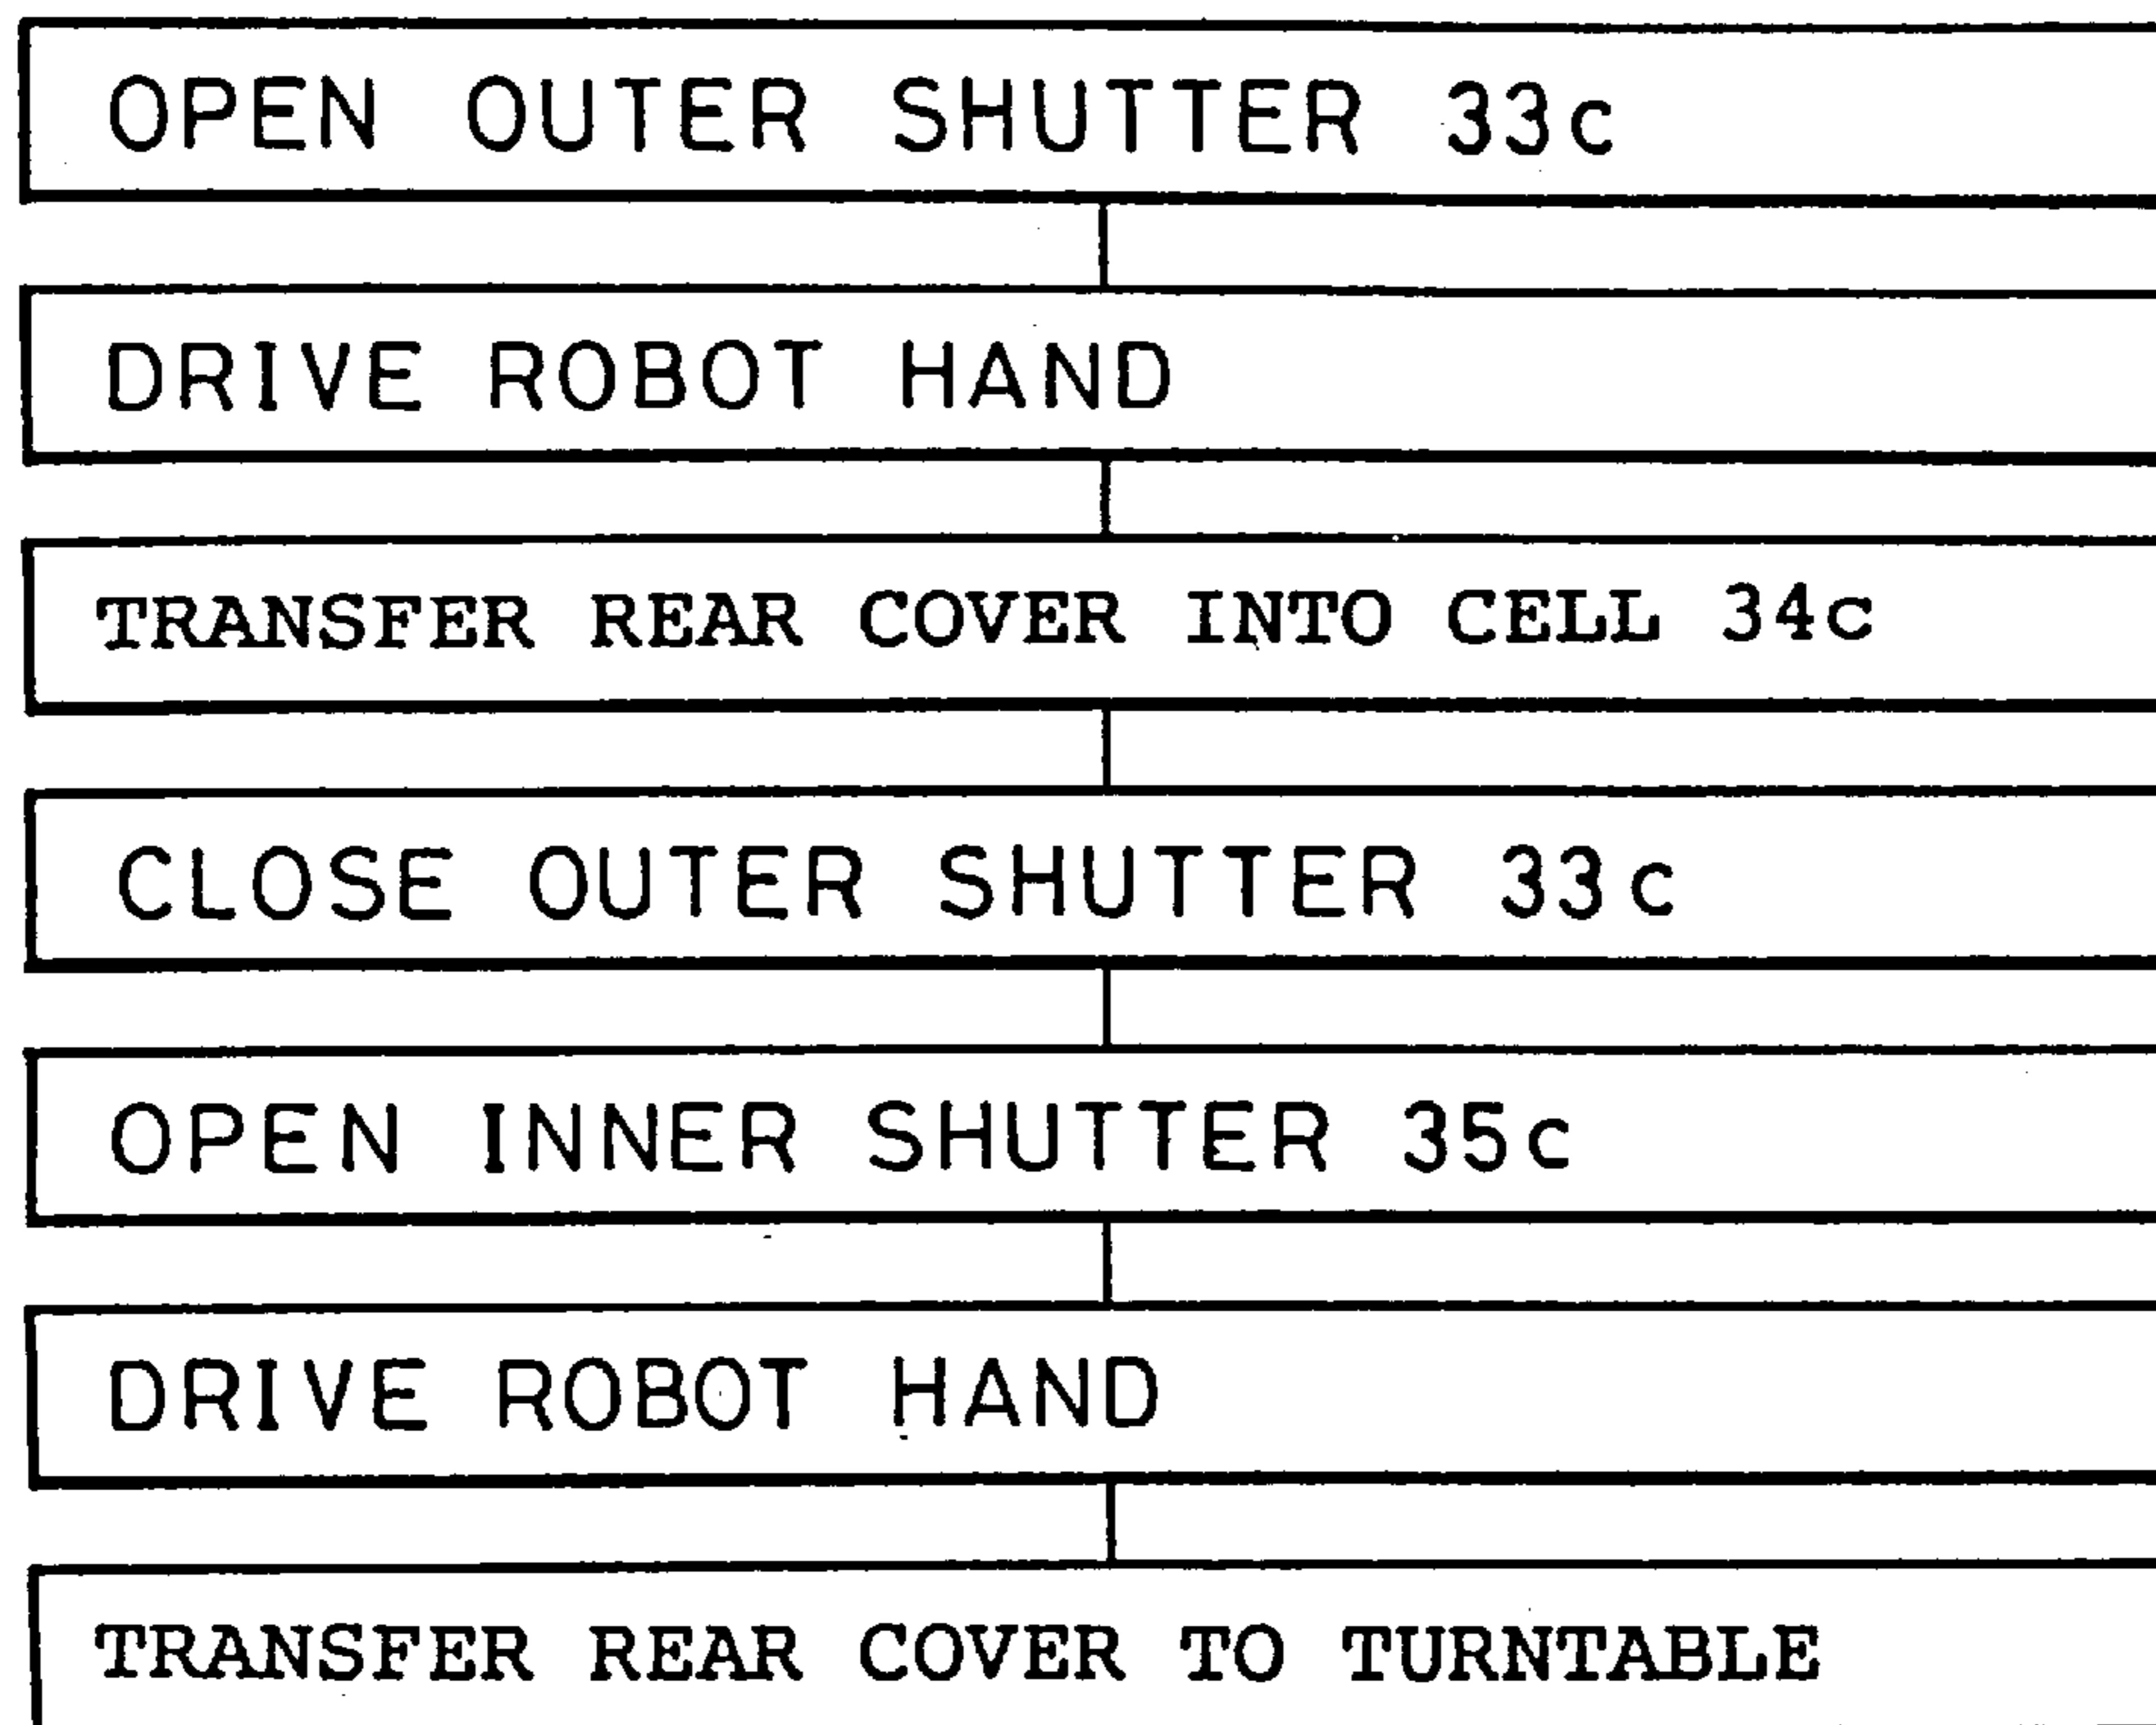 OPEN OUTER SHUTTER 33c
DRIVE ROBOT HAND
TRANSFER REAR COVER INTO CELL 34c
CLOSE OUTER SHUTTER 33c
OPEN INNER SHUTTER 35c
DRIVE ROBOT HAND
TRANSFER REAR COVER TO TURNTABLE